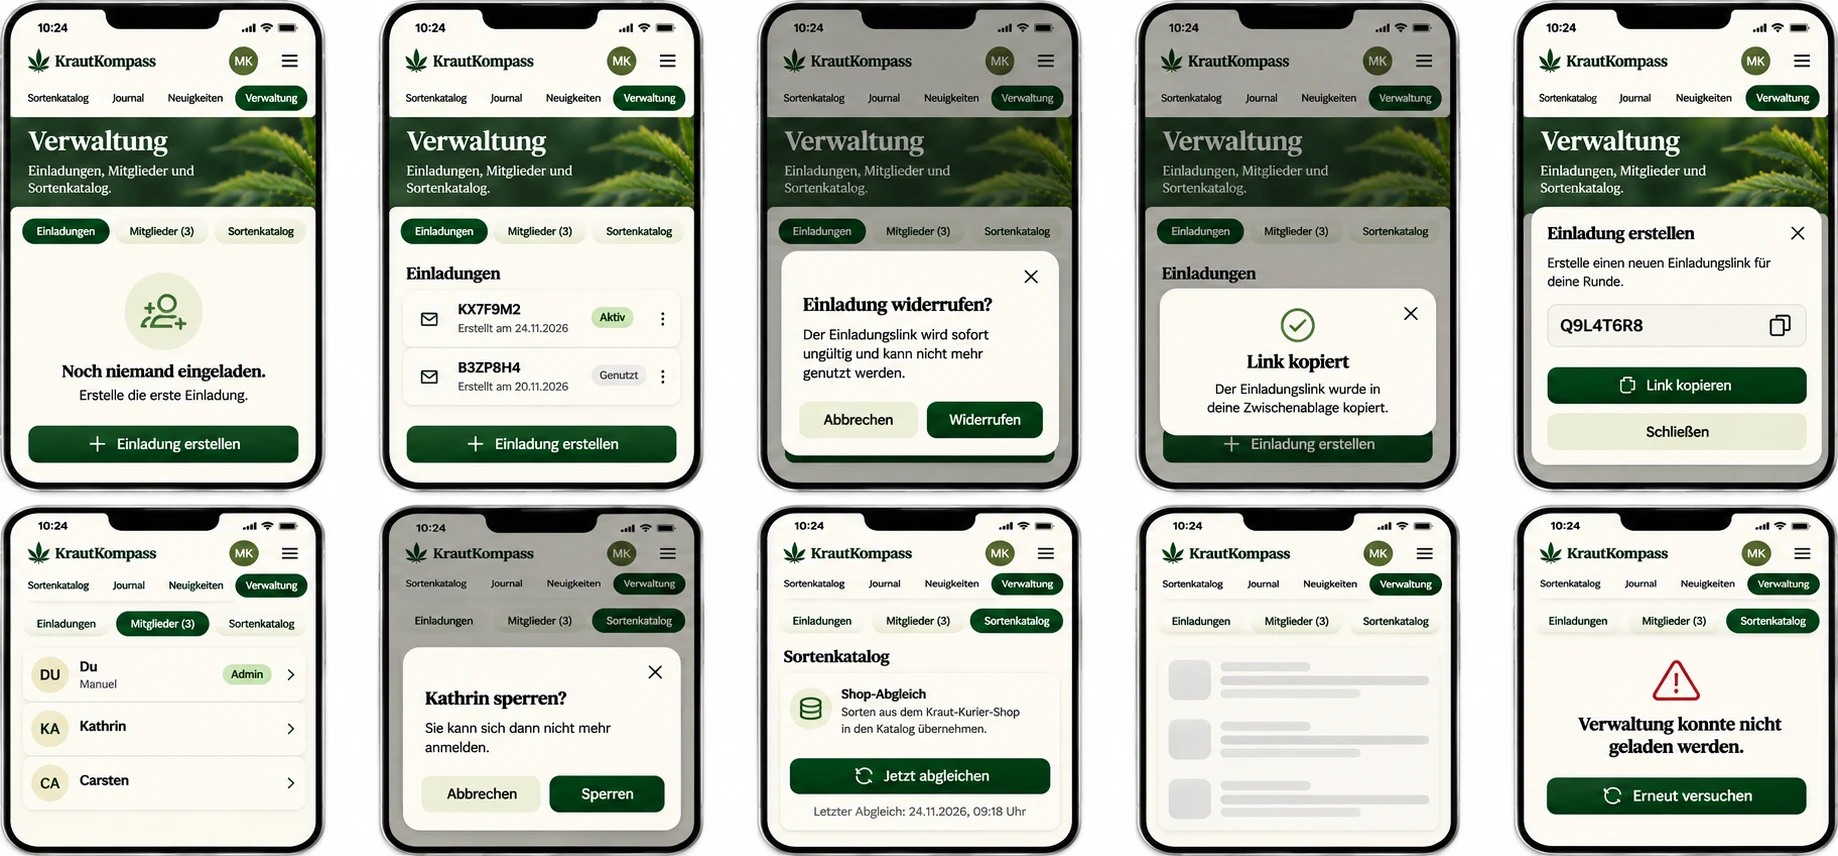 10:24
KrautKompass
MK
Sortenkatalog Journal Neuigkeiten Verwaltung
Verwaltung
Einladungen, Mitglieder und
Sortenkatalog.
Einladungen Mitglieder (3) Sortenkatalog
Noch niemand eingeladen.
Erstelle die erste Einladung.
Einladung erstellen
10:24
KrautKompass
MK
Sortenkatalog Journal Neuigkeiten Verwaltung
Verwaltung
Einladungen, Mitglieder und
Sortenkatalog.
Einladungen Mitglieder (3) Sortenkatalog
Einladungen
KX7F9M2
Erstellt am 24.11.2026
Aktiv
B3ZP8H4
Erstellt am 20.11.2026
Genutzt
Einladung erstellen
10:24
KrautKompass
MK
Sortenkatalog Journal Neuigkeiten Verwaltung
Verwaltung
Einladungen, Mitglieder und
Sortenkatalog.
Einladungen Mitglieder (3) Sortenkatalog
Einladung widerrufen?
Der Einladungslink wird sofort
ungültig und kann nicht mehr
genutzt werden.
Abbrechen Widerrufen
10:24
KrautKompass
MK
Sortenkatalog Journal Neuigkeiten Verwaltung
Verwaltung
Einladungen, Mitglieder und
Sortenkatalog.
Einladungen Mitglieder (3) Sortenkatalog
Einladungen
Link kopiert
Der Einladungslink wurde in
deine Zwischenablage kopiert.
Einladung erstellen
10:24
KrautKompass
MK
Sortenkatalog Journal Neuigkeiten Verwaltung
Verwaltung
Einladungen, Mitglieder und
Sortenkatalog.
Einladung erstellen
Erstelle einen neuen Einladungslink für
deine Runde.
Q9L4T6R8
Link kopieren
Schließen
10:24
KrautKompass
MK
Sortenkatalog Journal Neuigkeiten Verwaltung
Einladungen Mitglieder (3) Sortenkatalog
DU
Du
Manuel
Admin
KA
Kathrin
CA
Carsten
10:24
KrautKompass
MK
Sortenkatalog Journal Neuigkeiten Verwaltung
Einladungen Mitglieder (3) Sortenkatalog
Kathrin sperren?
Sie kann sich dann nicht mehr
anmelden.
Abbrechen Sperren
10:24
KrautKompass
MK
Sortenkatalog Journal Neuigkeiten Verwaltung
Einladungen Mitglieder (3) Sortenkatalog
Sortenkatalog
Shop-Abgleich
Sorten aus dem Kraut-Kurier-Shop
in den Katalog übernehmen.
Jetzt abgleichen
Letzter Abgleich: 24.11.2026, 09:18 Uhr
10:24
KrautKompass
MK
Sortenkatalog Journal Neuigkeiten Verwaltung
Einladungen Mitglieder (3) Sortenkatalog
10:24
KrautKompass
MK
Sortenkatalog Journal Neuigkeiten Verwaltung
Einladungen Mitglieder (3) Sortenkatalog
Verwaltung konnte nicht
geladen werden.
Erneut versuchen